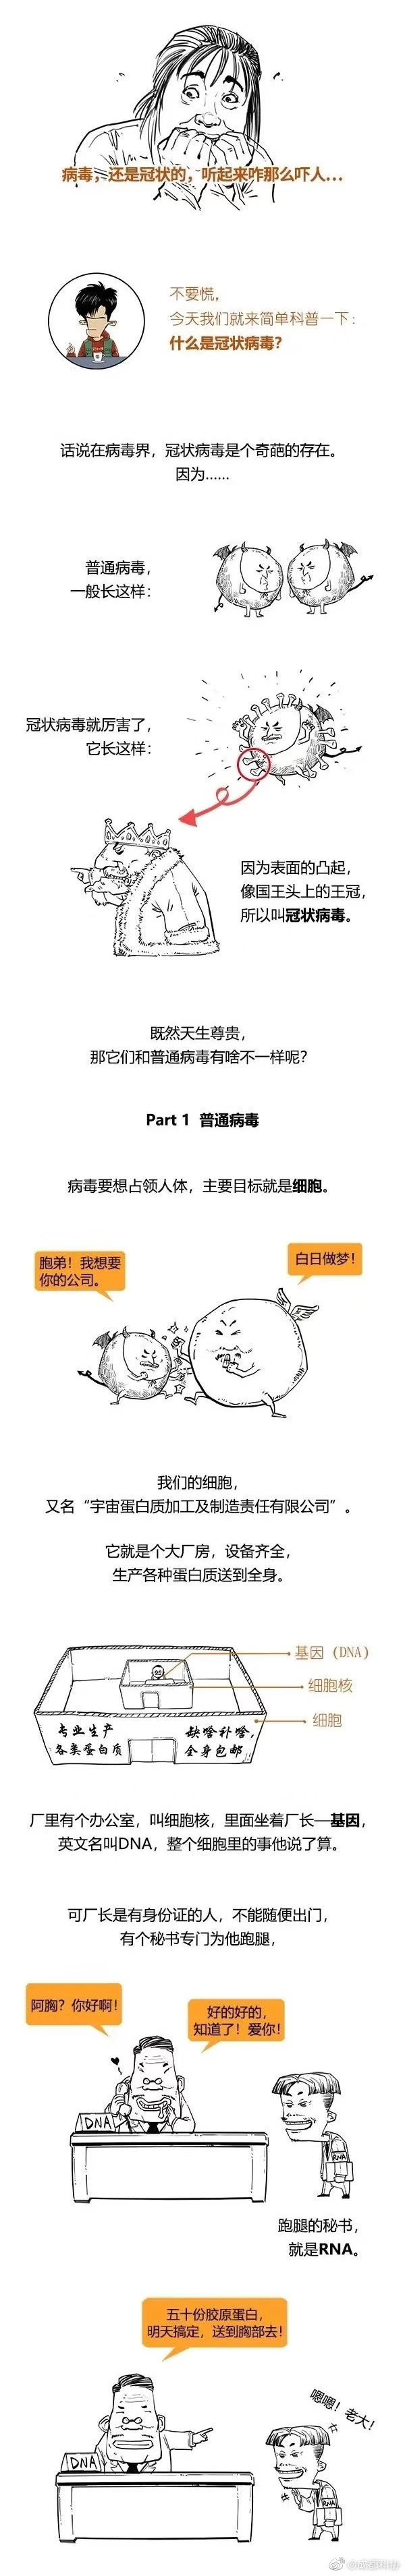 病毒，还是冠状的，听起来咋那么吓人...
不要慌，
今天我们就来简单科普一下：
什么是冠状病毒？
话说在病毒界，冠状病毒是个奇葩的存在。
因为......
普通病毒，
一般长这样：
冠状病毒就厉害了，
它长这样：
因为表面的凸起，
像国王头上的王冠，
所以叫冠状病毒。
既然天生尊贵，
那它们和普通病毒有啥不一样呢？
Part 1 普通病毒
病毒要想占领人体，主要目标就是细胞。
胞弟！我想要
你的公司。
白日做梦！
我们的细胞，
又名“宇宙蛋白质加工及制造责任有限公司”。
它就是个大厂房，设备齐全，
生产各种蛋白质送到全身。
基因（DNA）
细胞核
细胞
专业生产
各类蛋白质
缺啥补啥，
全身包邮
厂里有个办公室，叫细胞核，里面坐着厂长—基因，
英文名叫DNA，整个细胞里的事他说了算。
可厂长是有身份证的人，不能随便出门，
有个秘书专门为他跑腿，
阿胸？你好啊！
好的好的，
知道了！爱你！
DNA
RNA
跑腿的秘书，
就是RNA。
五十份胶原蛋白，
明天搞定，送到胸部去！
嗯嗯！老大！
DNA
RNA